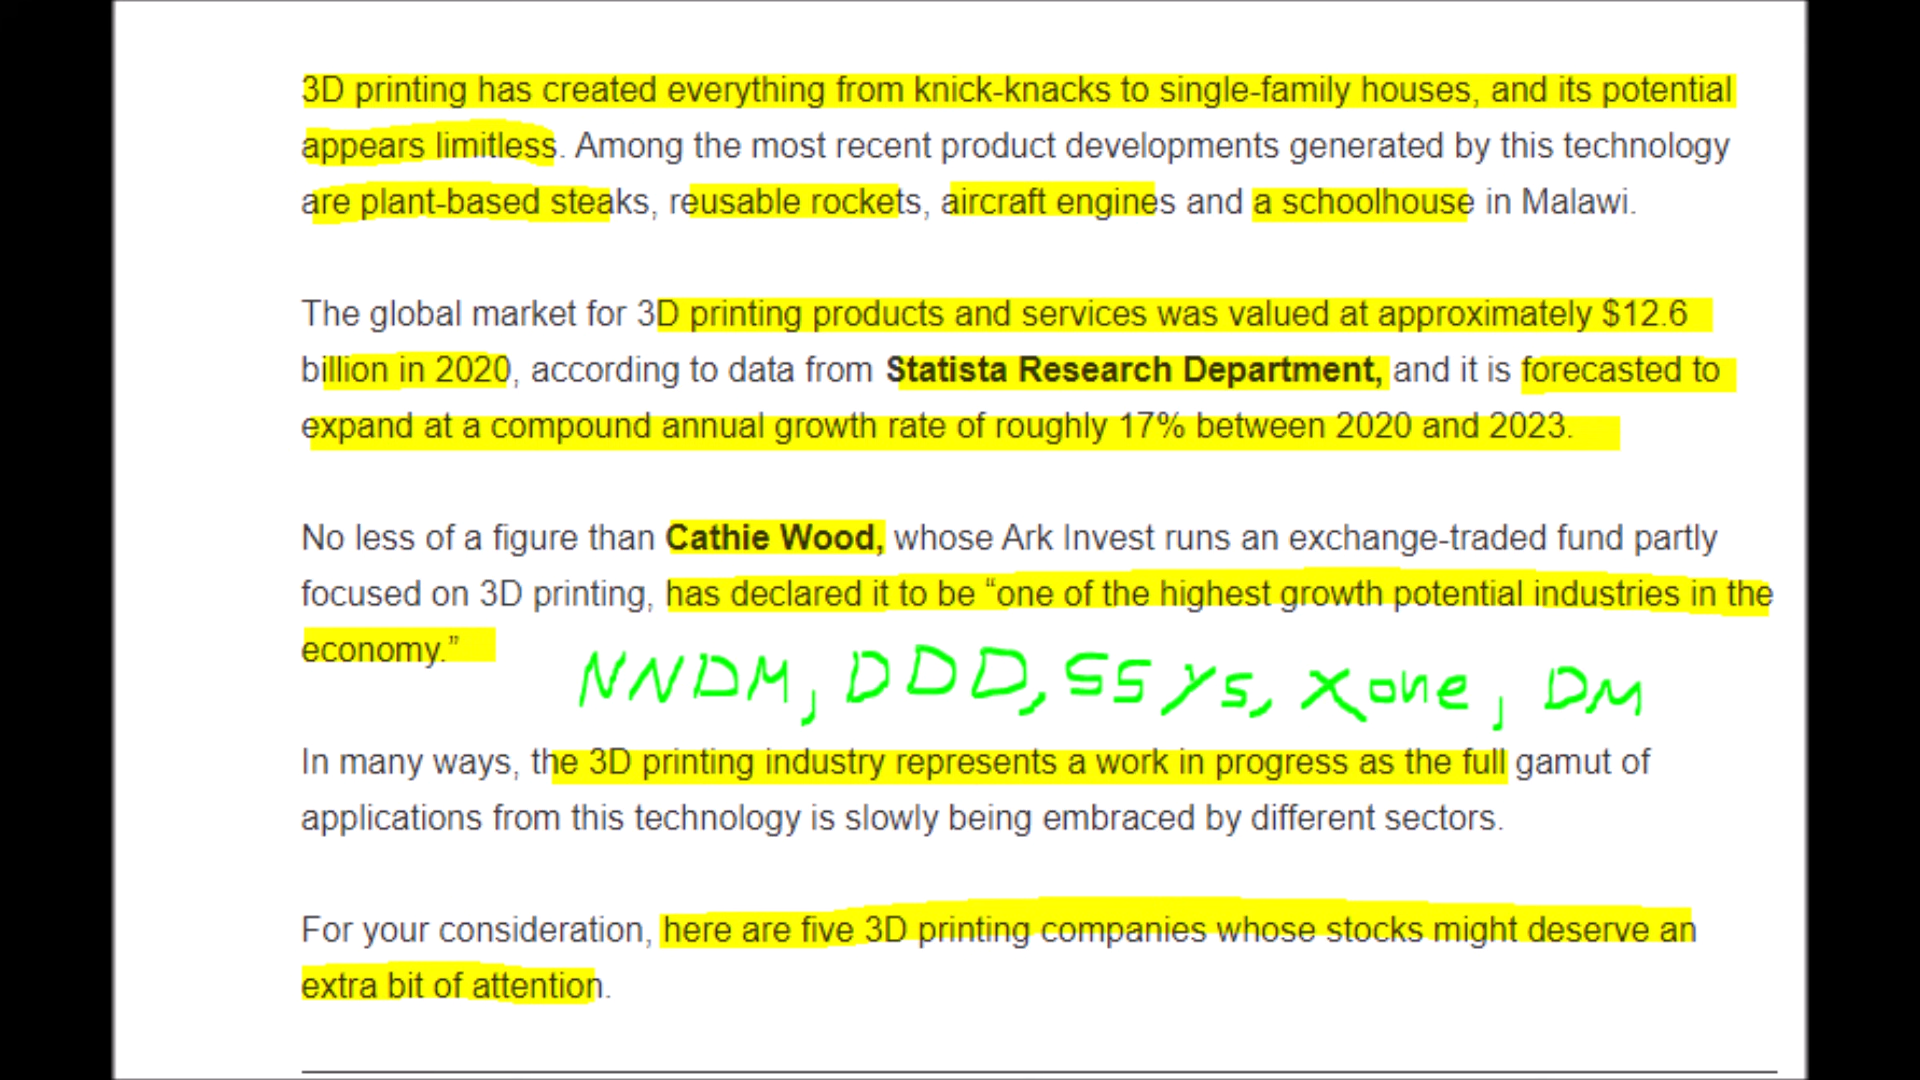 3D printing has created everything from knick-knacks to single-family houses, and its potential
appears limitless. Among the most recent product developments generated by this technology
are plant-based steaks, reusable rockets, aircraft engines and a schoolhouse in Malawi.
The global market for 3D printing products and services was valued at approximately $12.6
billion in 2020, according to data from Statista Research Department, and it is forecasted to
expand at a compound annual growth rate of roughly 17% between 2020 and 2023.
No less of a figure than Cathie Wood, whose Ark Invest runs an exchange-traded fund partly
focused on 3D printing, has declared it to be “one of the highest growth potential industries in the
economy.”
NNDM, DDD, SSYS, Xone, DM
In many ways, the 3D printing industry represents a work in progress as the full gamut of
applications from this technology is slowly being embraced by different sectors.
For your consideration, here are five 3D printing companies whose stocks might deserve an
extra bit of attention.